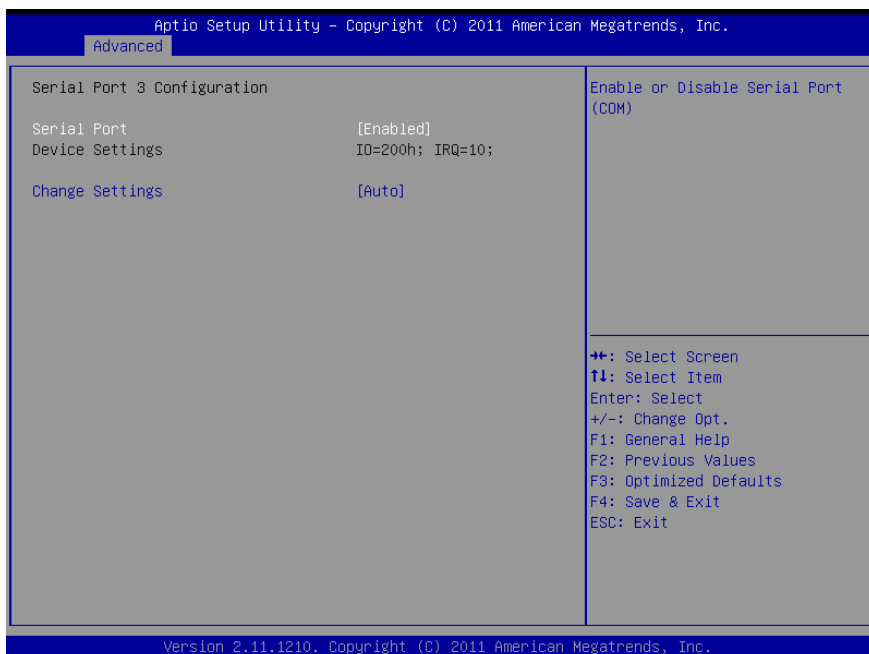 Aptio Setup Utility – Copyright (C) 2011 American Megatrends, Inc.
Advanced
Serial Port 3 Configuration
Serial Port [Enabled]
Device Settings IO=200h; IRQ=10;
Change Settings [Auto]
Enable or Disable Serial Port
(COM)
→←: Select Screen
↑↓: Select Item
Enter: Select
+/-: Change Opt.
F1: General Help
F2: Previous Values
F3: Optimized Defaults
F4: Save & Exit
ESC: Exit
Version 2.11.1210. Copyright (C) 2011 American Megatrends, Inc.